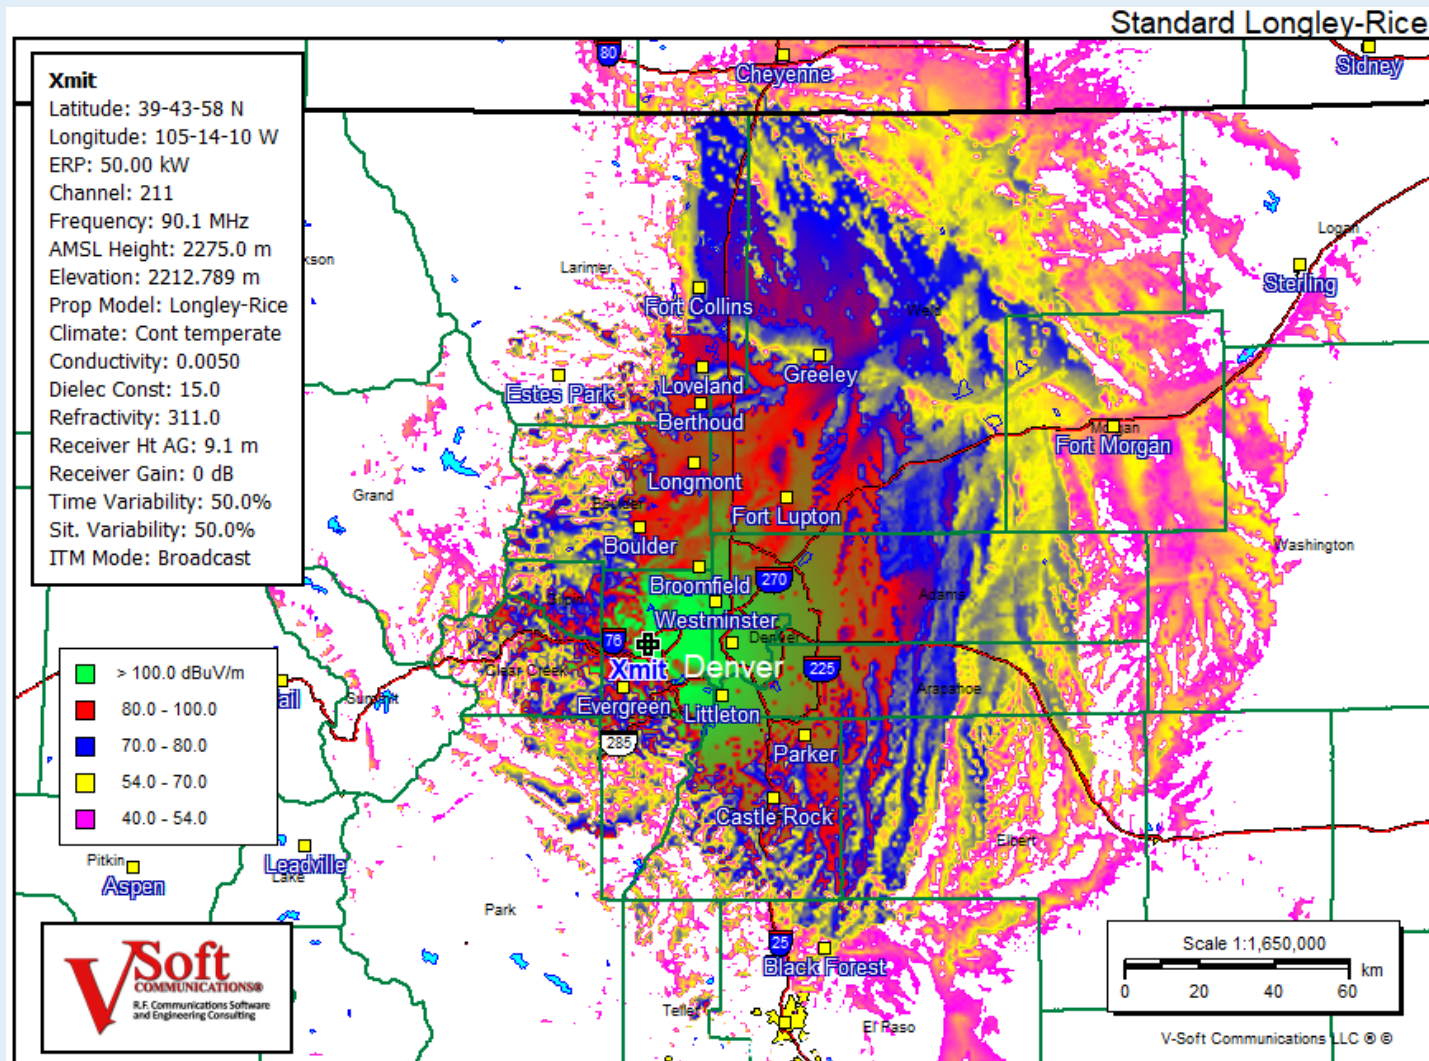 Standard Longley-Rice
Xmit
Latitude: 39-43-58 N
Longitude: 105-14-10 W
ERP: 50.00 kW
Channel: 211
Frequency: 90.1 MHz
AMSL Height: 2275.0 m
Elevation: 2212.789 m
Prop Model: Longley-Rice
Climate: Cont temperate
Conductivity: 0.0050
Dielec Const: 15.0
Refractivity: 311.0
Receiver Ht AG: 9.1 m
Receiver Gain: 0 dB
Time Variability: 50.0%
Sit. Variability: 50.0%
ITM Mode: Broadcast
80
Cheyenne
Sidney
Logan
kson
Larimer
Sterling
Fort Collins
Weld
Greeley
Loveland
Estes Park
Berthoud
Morgan
Fort Morgan
Longmont
Grand
Boulder
Fort Lupton
Boulder
Washington
Broomfield
270
Gilpin
Adams
Westminster
76
Denver
Xmit
Denver
225
Clear Creek
Arapahoe
ail
Summit
Evergreen
Littleton
285
Parker
Castle Rock
Elbert
> 100.0 dBuV/m
80.0 - 100.0
70.0 - 80.0
54.0 - 70.0
40.0 - 54.0
Pitkin
Aspen
Leadville
Lake
Park
25
Black Forest
Teller
El Paso
VSoft
COMMUNICATIONS®
R.F. Communications Software
and Engineering Consulting
Scale 1:1,650,000
km
0 20 40 60
V-Soft Communications LLC ® ©